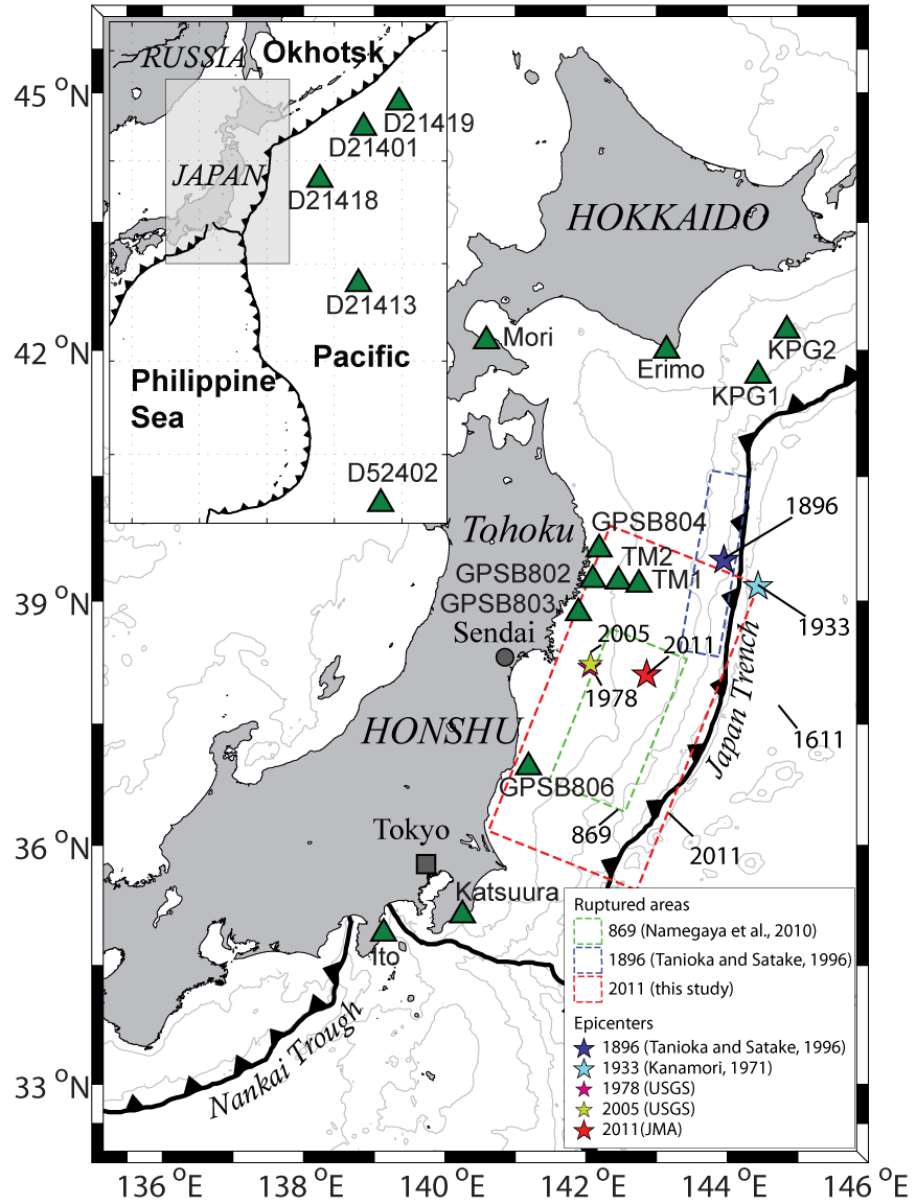 RUSSIA
Okhotsk
D21419
D21401
JAPAN
D21418
D21413
Pacific
Philippine
Sea
D52402
45 °N
42 °N
39 °N
36 °N
33 °N
HOKKAIDO
Mori
Erimo
KPG2
KPG1
1896
Tohoku
GPSB804
TM2
GPSB802
TM1
GPSB803
1933
Sendai
2005
2011
1978
Japan Trench
1611
HONSHU
GPSB806
869
2011
Tokyo
Katsuura
Ito
Nankai Trough
Ruptured areas
869 (Namegaya et al., 2010)
1896 (Tanioka and Satake, 1996)
2011 (this study)
Epicenters
1896 (Tanioka and Satake, 1996)
1933 (Kanamori, 1971)
1978 (USGS)
2005 (USGS)
2011(JMA)
136 °E
138 °E
140 °E
142 °E
144 °E
146 °E